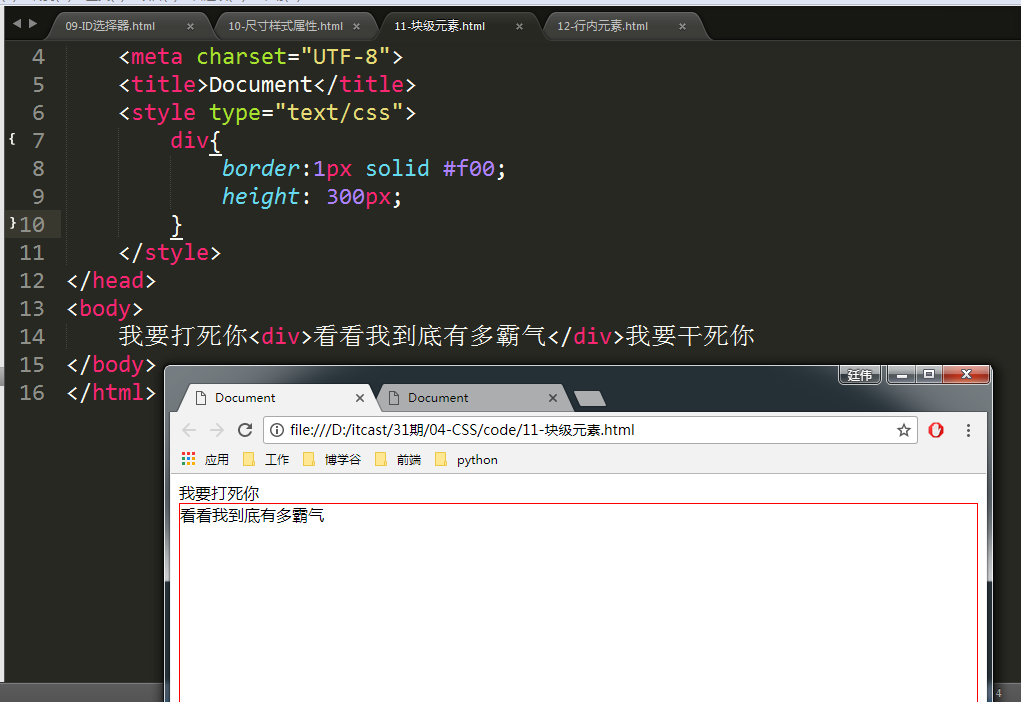 09-ID选择器.html × 10-尺寸样式属性.html × 11-块级元素.html × 12-行内元素.html ×
4 <meta charset="UTF-8">
5 <title>Document</title>
6 <style type="text/css">
{ 7 div{
8 border:1px solid #f00;
9 height: 300px;
}10 }
11 </style>
12 </head>
13 <body>
14 我要打死你<div>看看我到底有多霸气</div>我要干死你
15 </body>
16 </html>
廷伟
Document × Document ×
file:///D:/itcast/31期/04-CSS/code/11-块级元素.html
应用 工作 博学谷 前端 python
我要打死你
看看我到底有多霸气
4